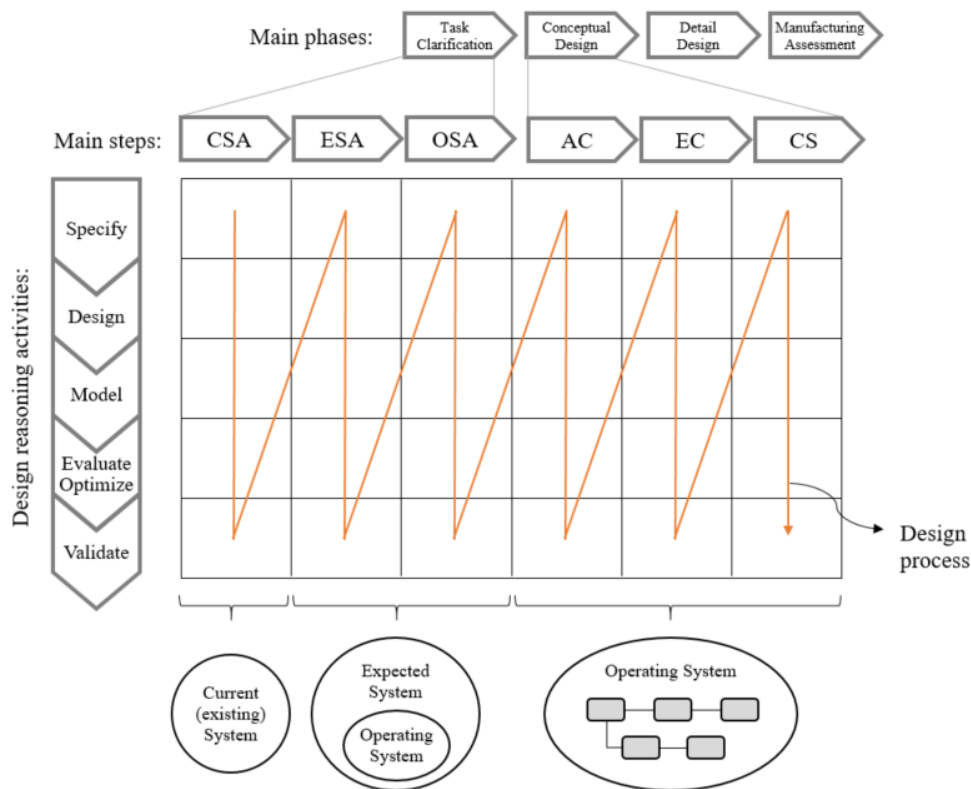 Main phases:
Task
Clarification
Conceptual
Design
Detail
Design
Manufacturing
Assessment
Main steps:
CSA
ESA
OSA
AC
EC
CS
Design reasoning activities:
Specify
Design
Model
Evaluate
Optimize
Validate
Design
process
Current
(existing)
System
Expected
System
Operating
System
Operating System